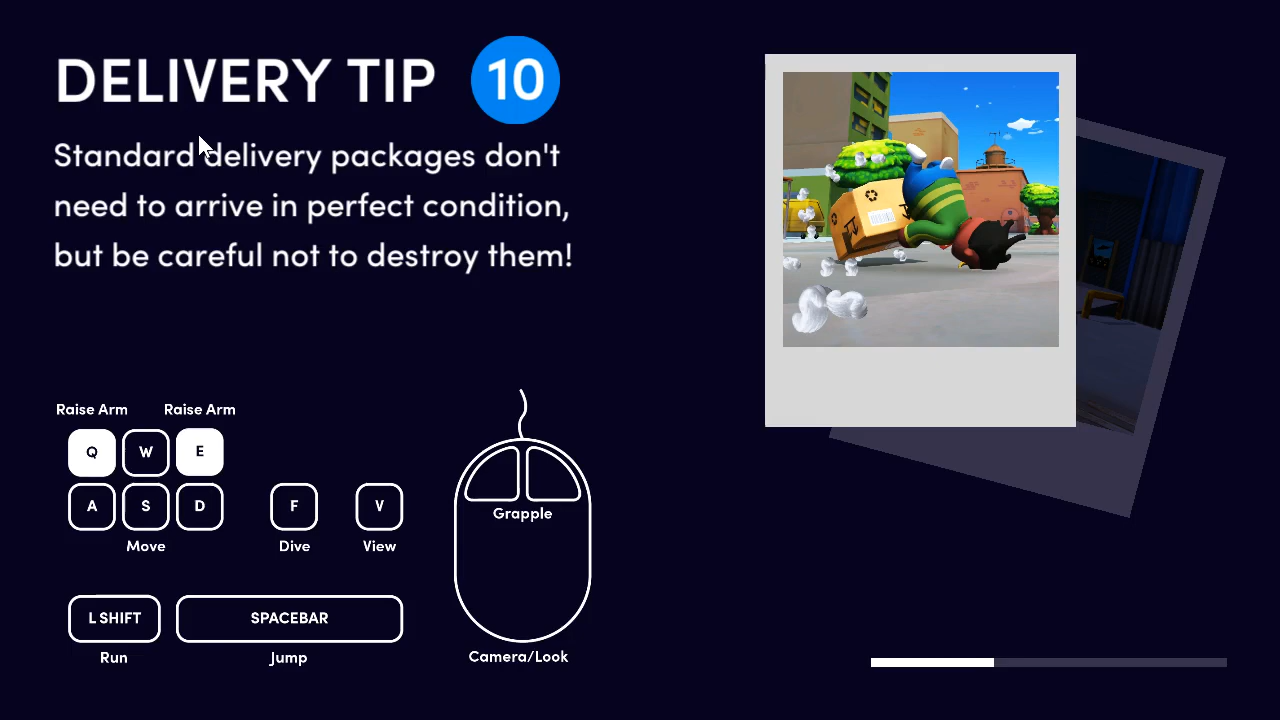 DELIVERY TIP 10
Standard delivery packages don't
need to arrive in perfect condition,
but be careful not to destroy them!
Raise Arm Raise Arm
Q W E
A S D F V
Grapple
Move Dive View
L SHIFT SPACEBAR
Run Jump Camera/Look